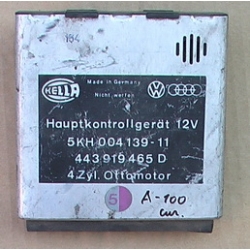 184
HELLA
Made in Germany
Nicht werfen
Hauptkontrollgerät 12V
5KH 004 139-11
443 919 465 D
4.Zyl. Ottomotor
5
A-100